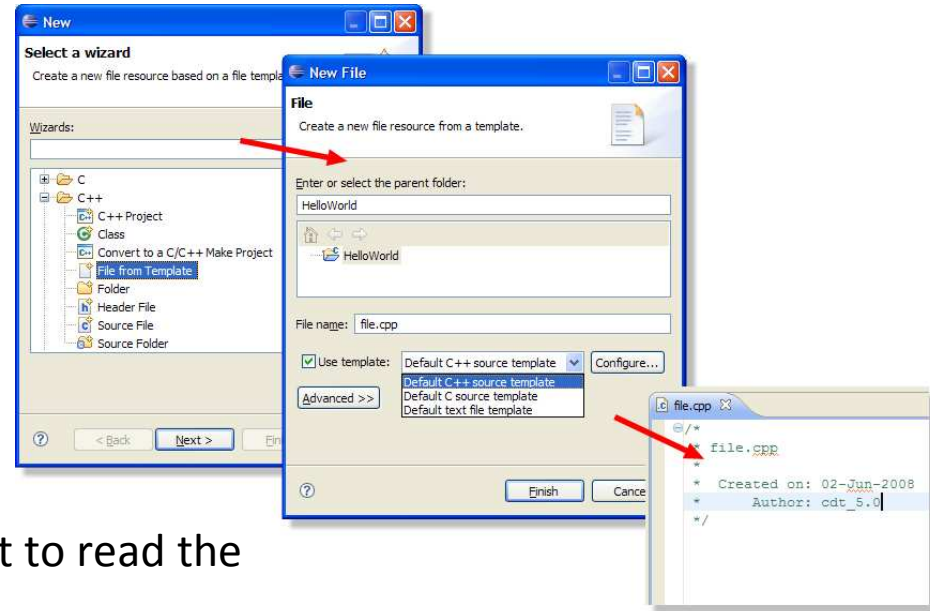 New
Select a wizard
Create a new file resource based on a file templa
Wizards:
C
C++
C++ Project
Class
Convert to a C/C++ Make Project
File from Template
Folder
Header File
Source File
Source Folder
< Back Next > Fin
New File
File
Create a new file resource from a template.
Enter or select the parent folder:
HelloWorld
HelloWorld
File name: file.cpp
Use template: Default C++ source template Configure...
Default C++ source template
Default C source template
Default text file template
Advanced >>
Finish Cance
file.cpp
/*
* file.cpp
*
* Created on: 02-Jun-2008
* Author: cdt_5.0
*/
t to read the